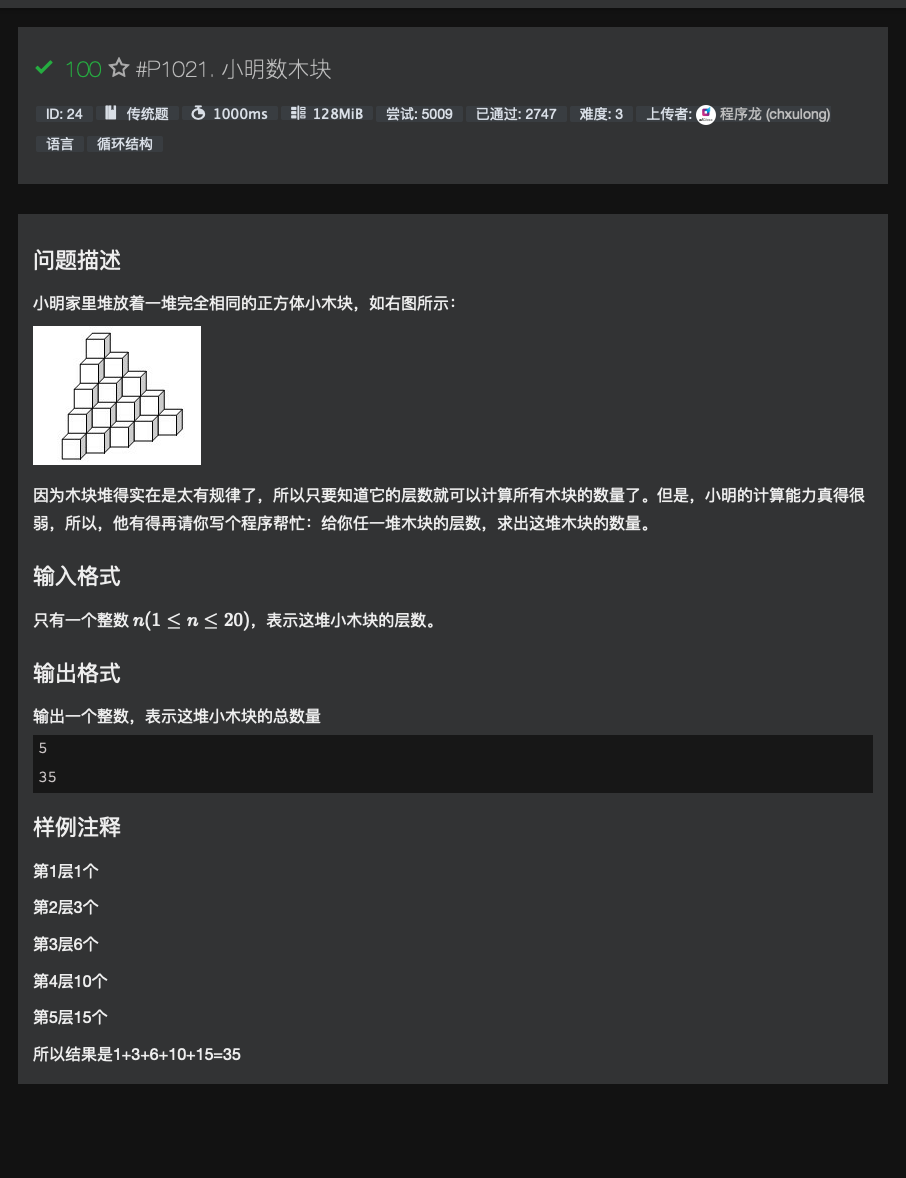 100 #P1021. 小明数木块
ID: 24 传统题 1000ms 128MiB 尝试: 5009 已通过: 2747 难度: 3 上传者: 程序龙 (chxulong)
语言 循环结构
问题描述
小明家里堆放着一堆完全相同的正方体小木块，如右图所示：
因为木块堆得实在是太有规律了，所以只要知道它的层数就可以计算所有木块的数量了。但是，小明的计算能力真得很
弱，所以，他有得再请你写个程序帮忙：给你任一堆木块的层数，求出这堆木块的数量。
输入格式
只有一个整数 n(1 ≤ n ≤ 20)，表示这堆小木块的层数。
输出格式
输出一个整数，表示这堆小木块的总数量
5
35
样例注释
第1层1个
第2层3个
第3层6个
第4层10个
第5层15个
所以结果是1+3+6+10+15=35